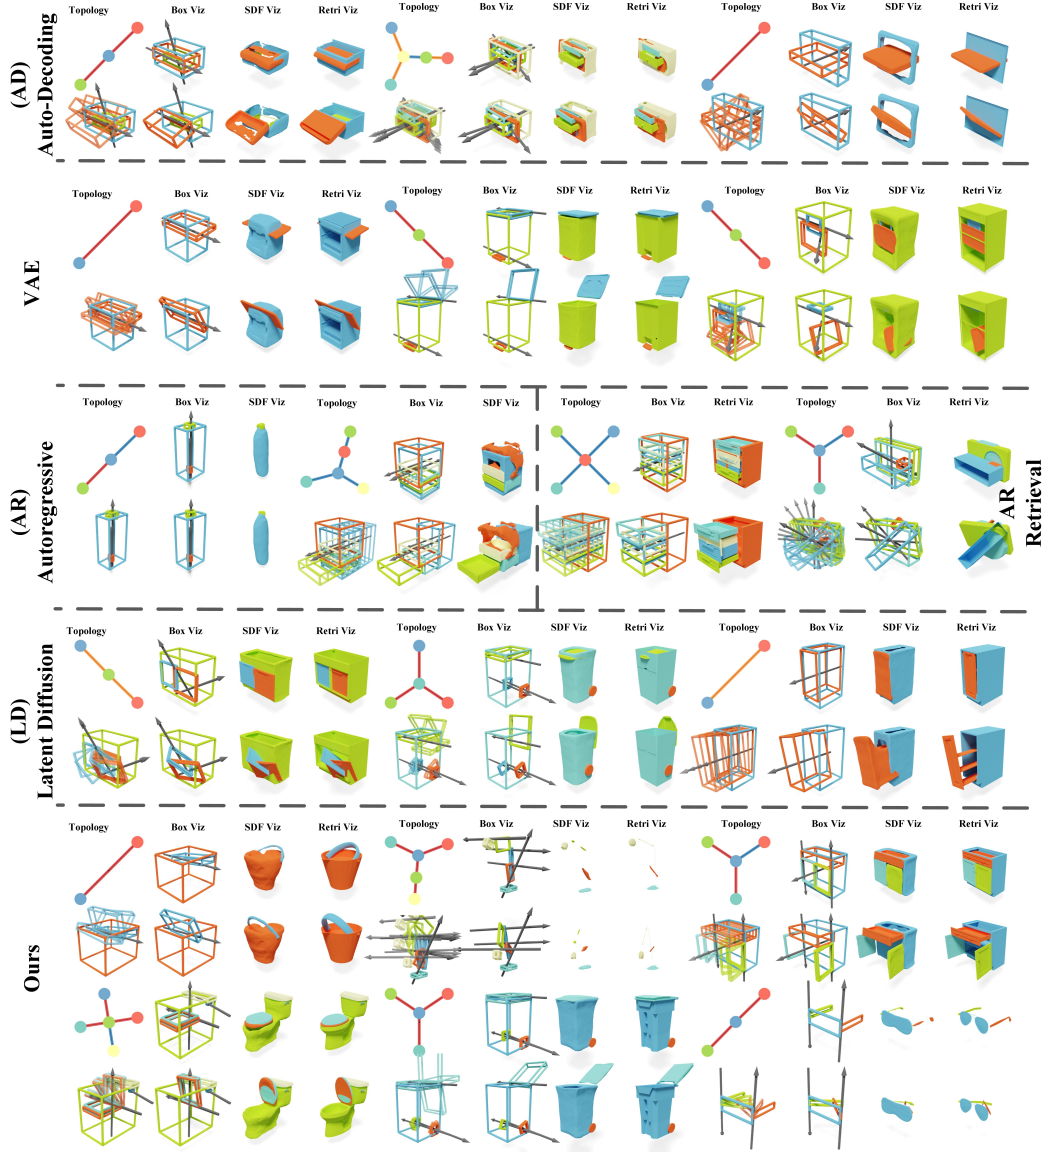 Topology Box Viz SDF Viz Retri Viz Topology Box Viz SDF Viz Retri Viz Topology Box Viz SDF Viz Retri Viz
(AD)
Auto-Decoding
Topology Box Viz SDF Viz Retri Viz Topology Box Viz SDF Viz Retri Viz Topology Box Viz SDF Viz Retri Viz
VAE
Topology Box Viz SDF Viz Topology Box Viz SDF Viz Topology Box Viz Retri Viz Topology Box Viz Retri Viz
(AR)
Autoregressive
AR
Retrieval
Topology Box Viz SDF Viz Retri Viz Topology Box Viz SDF Viz Retri Viz Topology Box Viz SDF Viz Retri Viz
(LD)
Latent Diffusion
Topology Box Viz SDF Viz Retri Viz Topology Box Viz SDF Viz Retri Viz Topology Box Viz SDF Viz Retri Viz
Ours